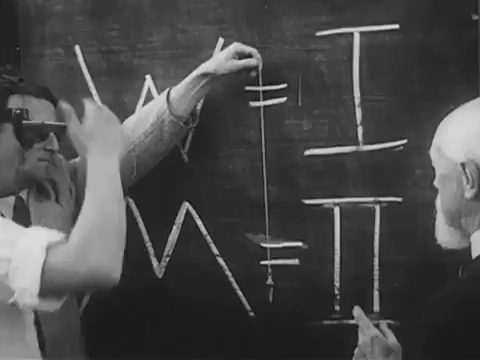 W = I
M = II